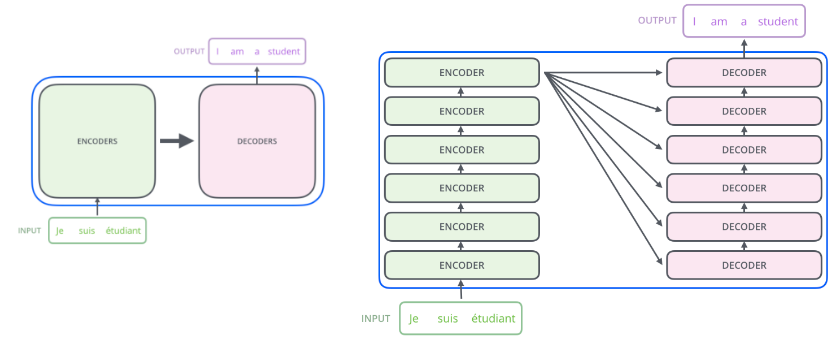 OUTPUT I am a student
ENCODERS DECODERS
INPUT Je suis étudiant
OUTPUT I am a student
ENCODER DECODER
ENCODER DECODER
ENCODER DECODER
ENCODER DECODER
ENCODER DECODER
ENCODER DECODER
INPUT Je suis étudiant